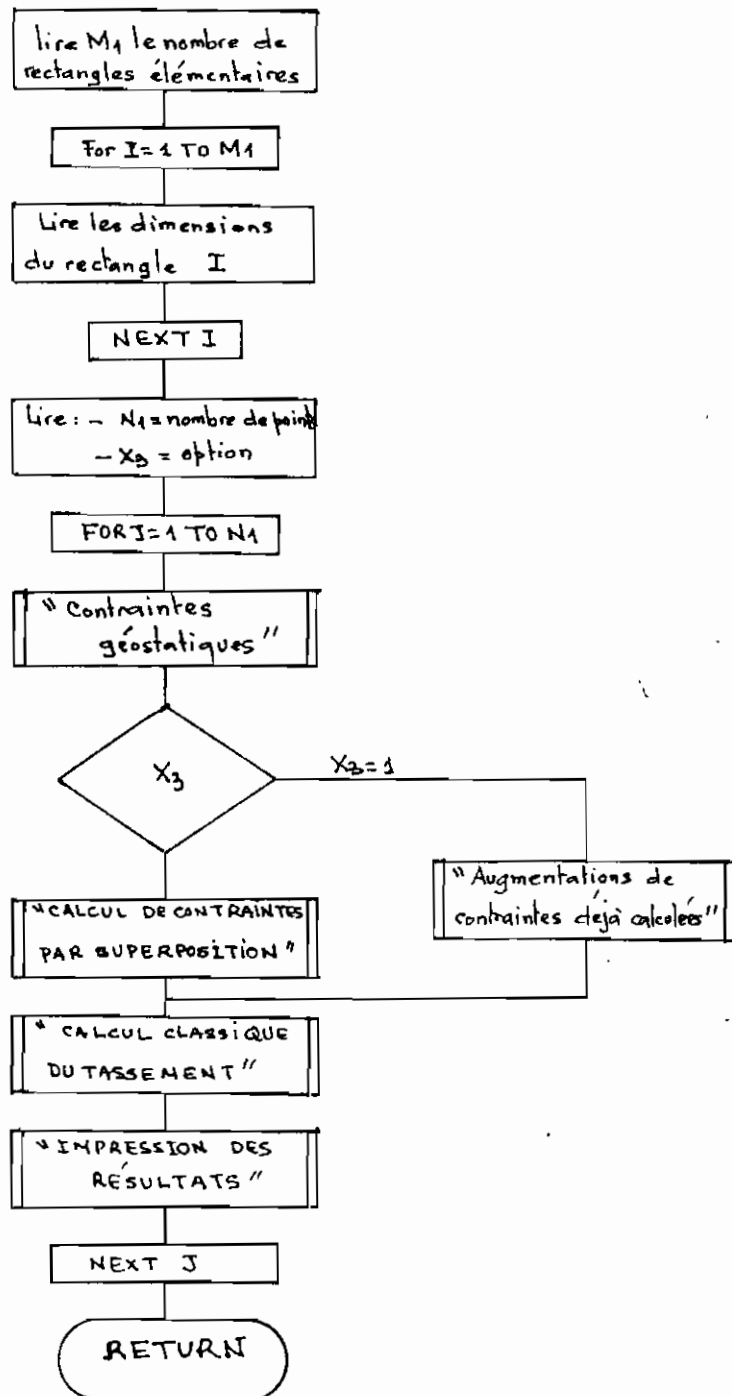 lire M1 le nombre de
rectangles élémentaires
For I=1 TO M1
Lire les dimensions
du rectangle I
NEXT I
Lire: - N1=nombre de point
- X3 = option
FOR J=1 TO N1
"Contraintes
géostatiques"
X3
X3=1
"Augmentations de
contraintes déjà calculées"
"CALCUL DE CONTRAINTES
PAR SUPERPOSITION"
"CALCUL CLASSIQUE
DU TASSEMENT"
"IMPRESSION DES
RÉSULTATS"
NEXT J
RETURN